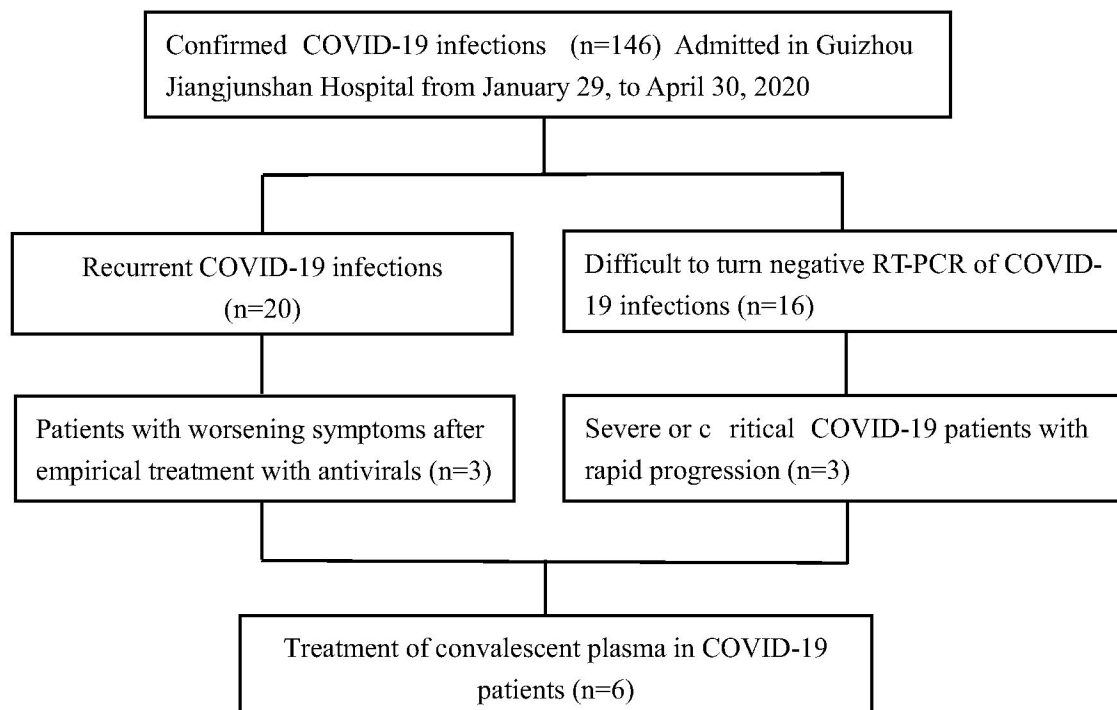 Confirmed COVID-19 infections (n=146) Admitted in Guizhou
Jiangjunshan Hospital from January 29, to April 30, 2020
Recurrent COVID-19 infections
(n=20)
Difficult to turn negative RT-PCR of COVID-
19 infections (n=16)
Patients with worsening symptoms after
empirical treatment with antivirals (n=3)
Severe or c ritical COVID-19 patients with
rapid progression (n=3)
Treatment of convalescent plasma in COVID-19
patients (n=6)